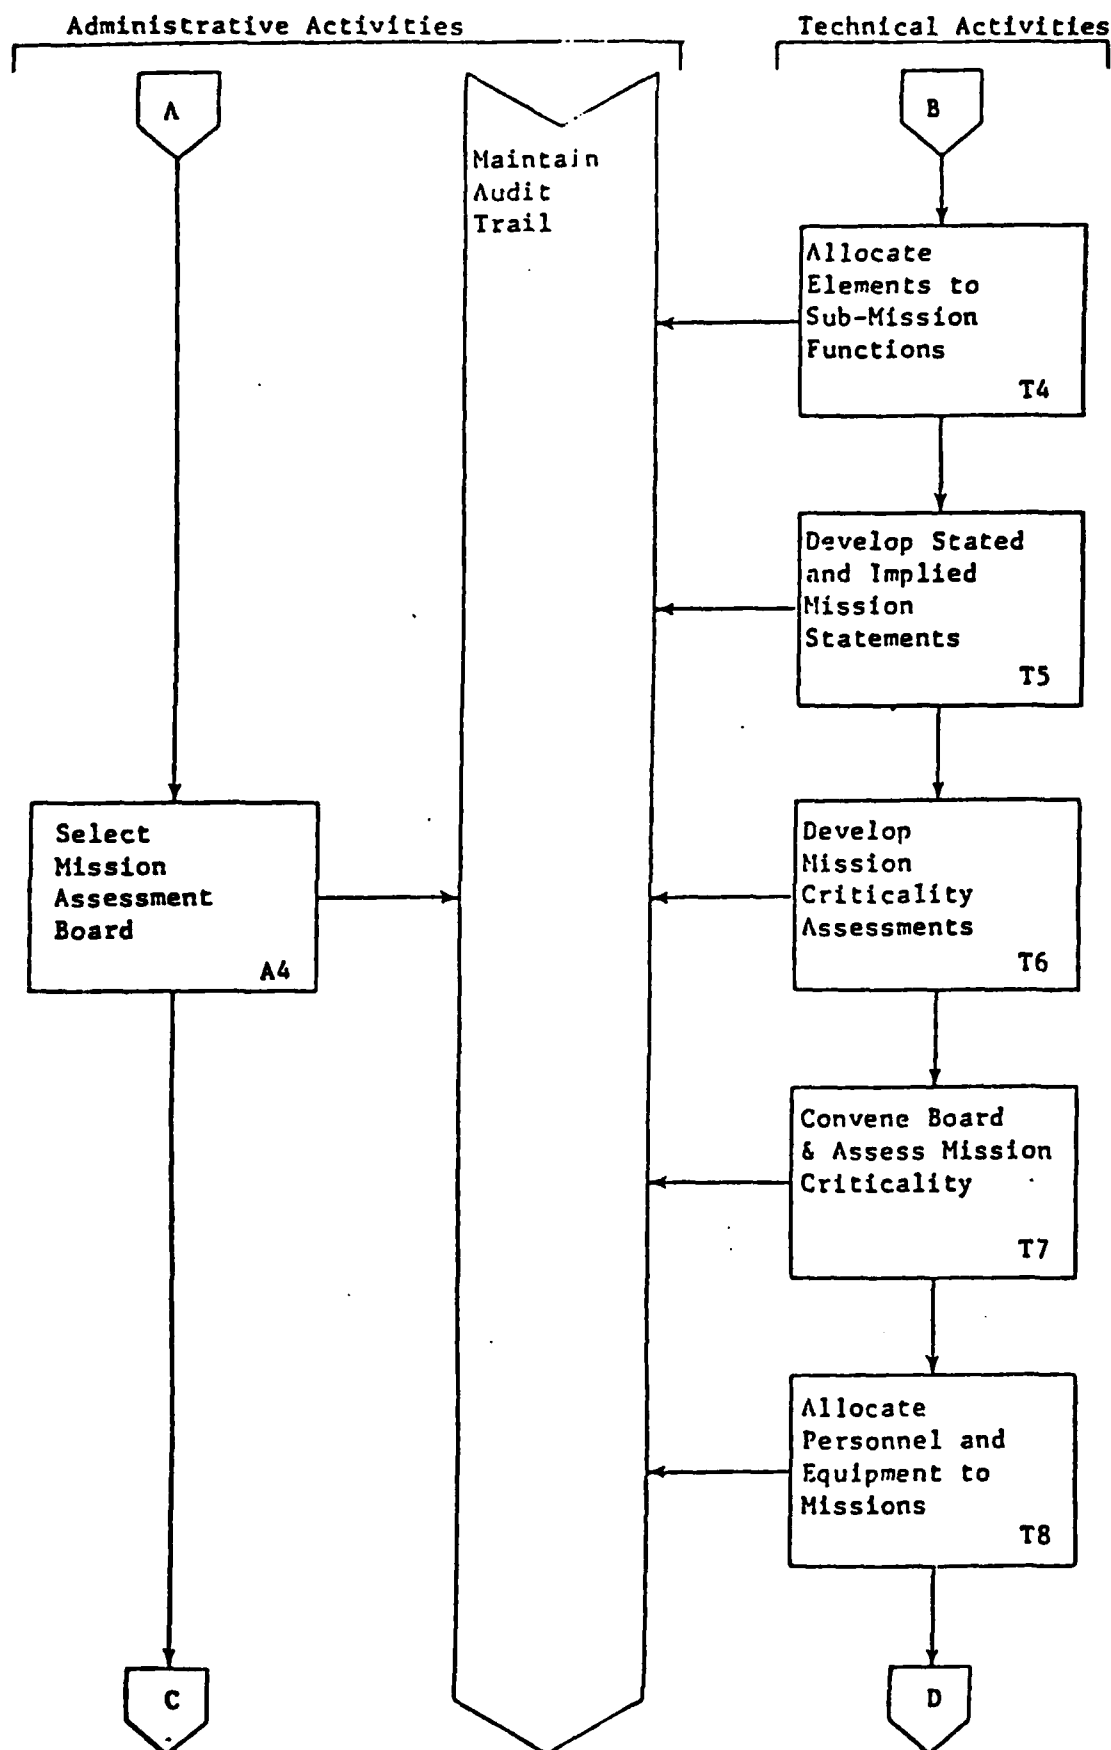 Administrative Activities
Technical Activities
A
B
Maintain
Audit
Trail
Allocate
Elements to
Sub-Mission
Functions
T4
Develop Stated
and Implied
Mission
Statements
T5
Select
Mission
Assessment
Board
A4
Develop
Mission
Criticality
Assessments
T6
Convene Board
& Assess Mission
Criticality
T7
Allocate
Personnel and
Equipment to
Missions
T8
C
D